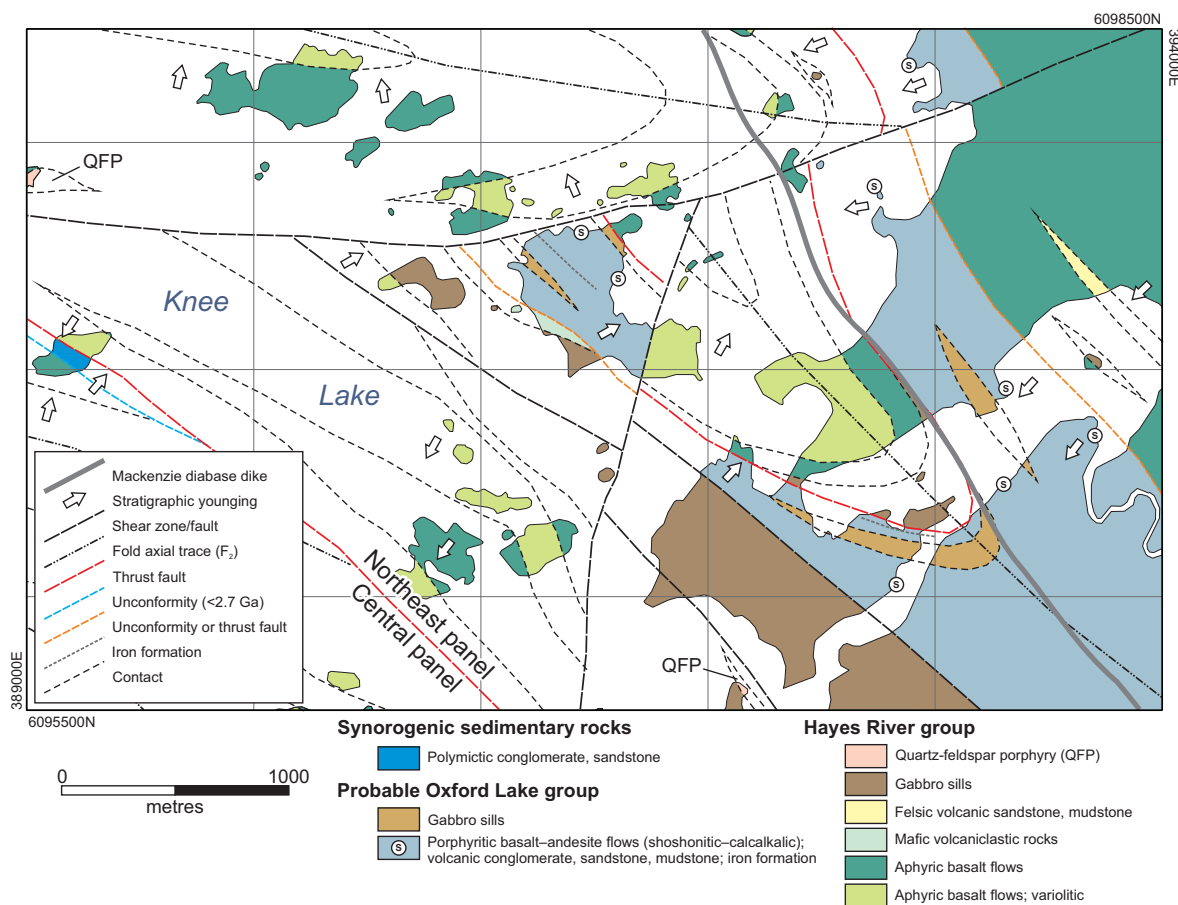 6098500N
394000E
QFP
Knee
Lake
Mackenzie diabase dike
Stratigraphic younging
Shear zone/fault
Fold axial trace (F₂)
Thrust fault
Unconformity (<2.7 Ga)
Unconformity or thrust fault
Iron formation
Contact
Northeast panel
Central panel
QFP
S
S
S
S
S
S
S
S
389000E
6095500N
0 1000
metres
Synorogenic sedimentary rocks
Polymictic conglomerate, sandstone
Probable Oxford Lake group
Gabbro sills
S
Porphyritic basalt–andesite flows (shoshonitic–calcalkalic);
volcanic conglomerate, sandstone, mudstone; iron formation
Hayes River group
Quartz-feldspar porphyry (QFP)
Gabbro sills
Felsic volcanic sandstone, mudstone
Mafic volcaniclastic rocks
Aphyric basalt flows
Aphyric basalt flows; variolitic